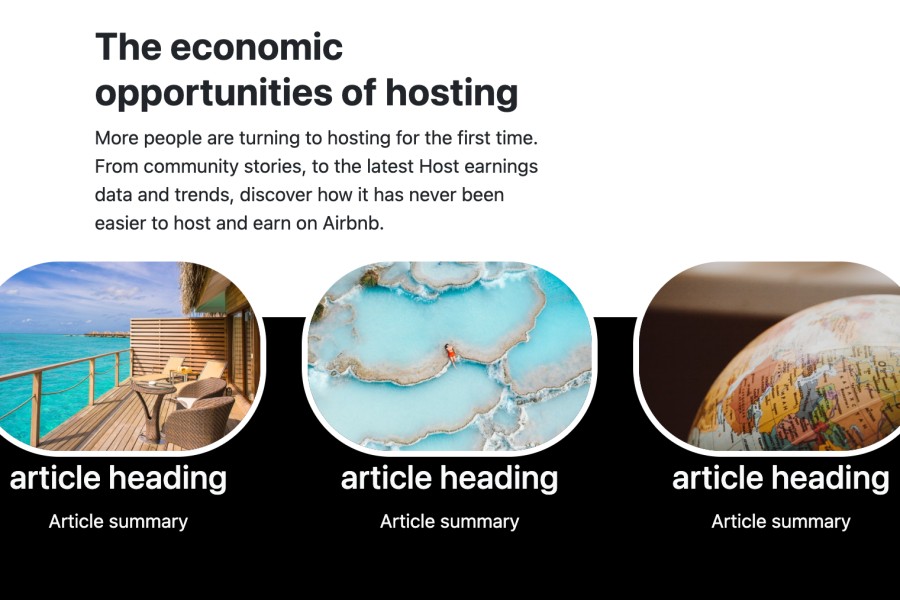 The economic
opportunities of hosting
More people are turning to hosting for the first time.
From community stories, to the latest Host earnings
data and trends, discover how it has never been
easier to host and earn on Airbnb.
article heading
article heading
article heading
Article summary
Article summary
Article summary